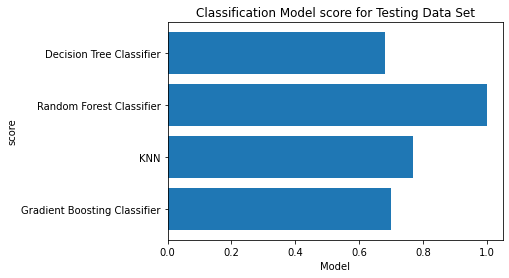 Classification Model score for Testing Data Set
Decision Tree Classifier
Random Forest Classifier
score
KNN
Gradient Boosting Classifier
0.0 0.2 0.4 0.6 0.8 1.0
Model